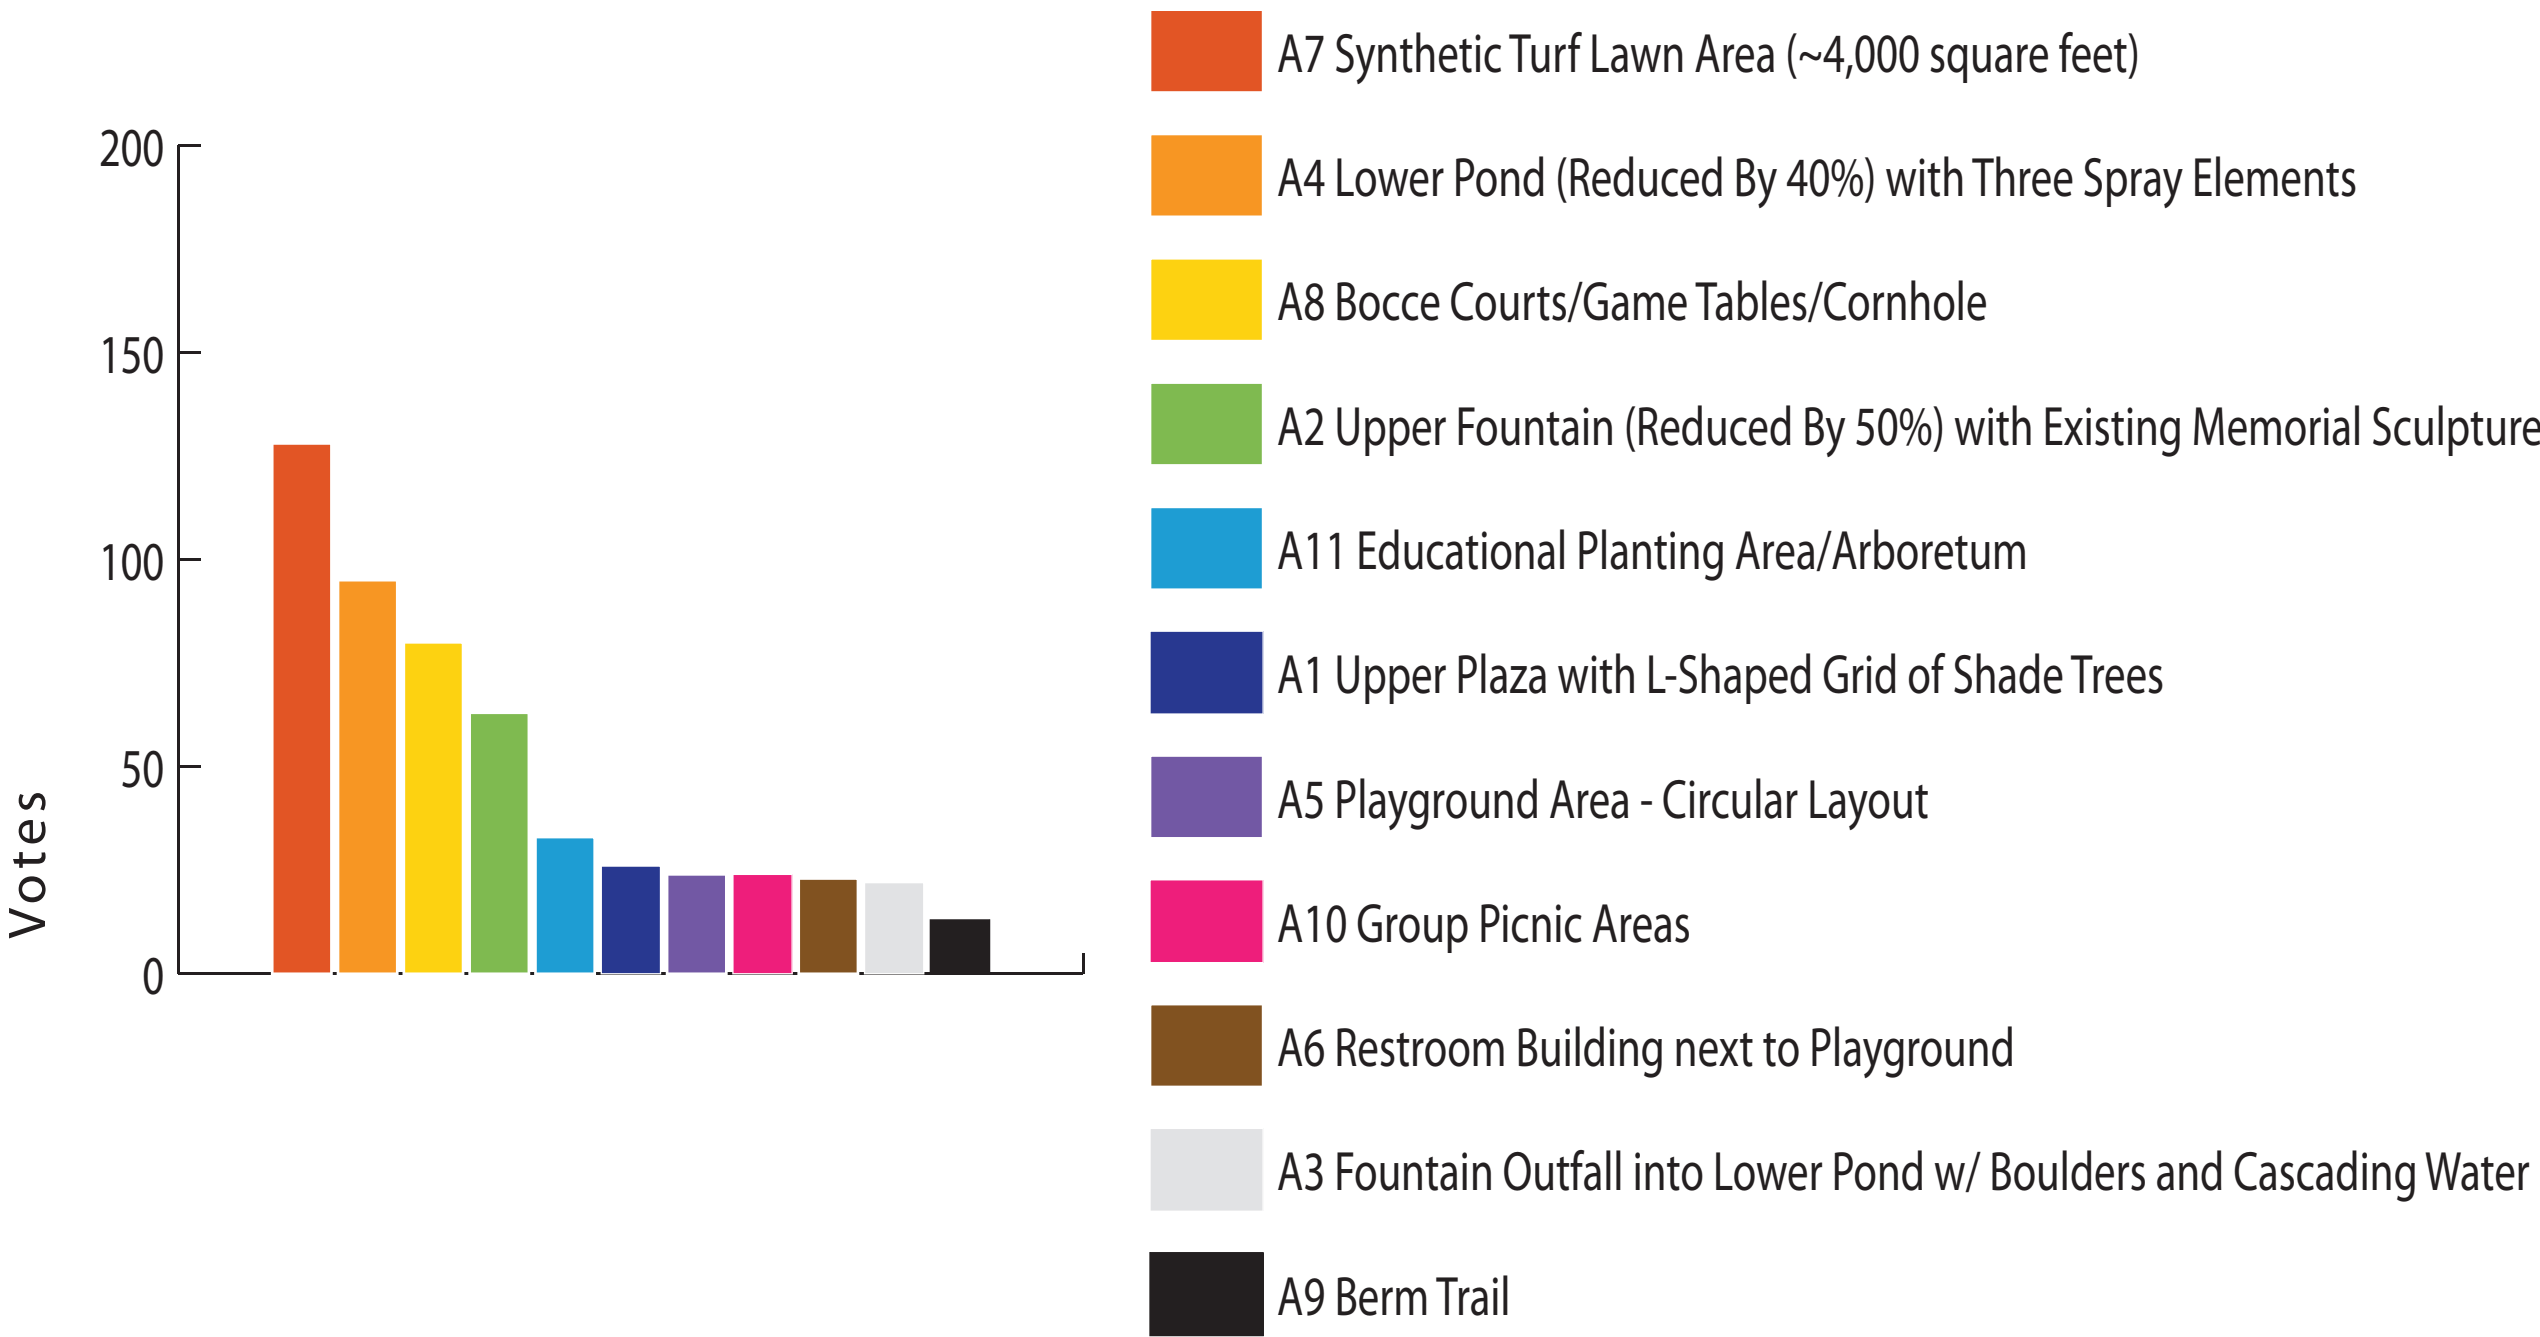 200
150
100
50
0
Votes
A7 Synthetic Turf Lawn Area (~4,000 square feet)
A4 Lower Pond (Reduced By 40%) with Three Spray Elements
A8 Bocce Courts/Game Tables/Cornhole
A2 Upper Fountain (Reduced By 50%) with Existing Memorial Sculpture
A11 Educational Planting Area/Arboretum
A1 Upper Plaza with L-Shaped Grid of Shade Trees
A5 Playground Area - Circular Layout
A10 Group Picnic Areas
A6 Restroom Building next to Playground
A3 Fountain Outfall into Lower Pond w/ Boulders and Cascading Water
A9 Berm Trail